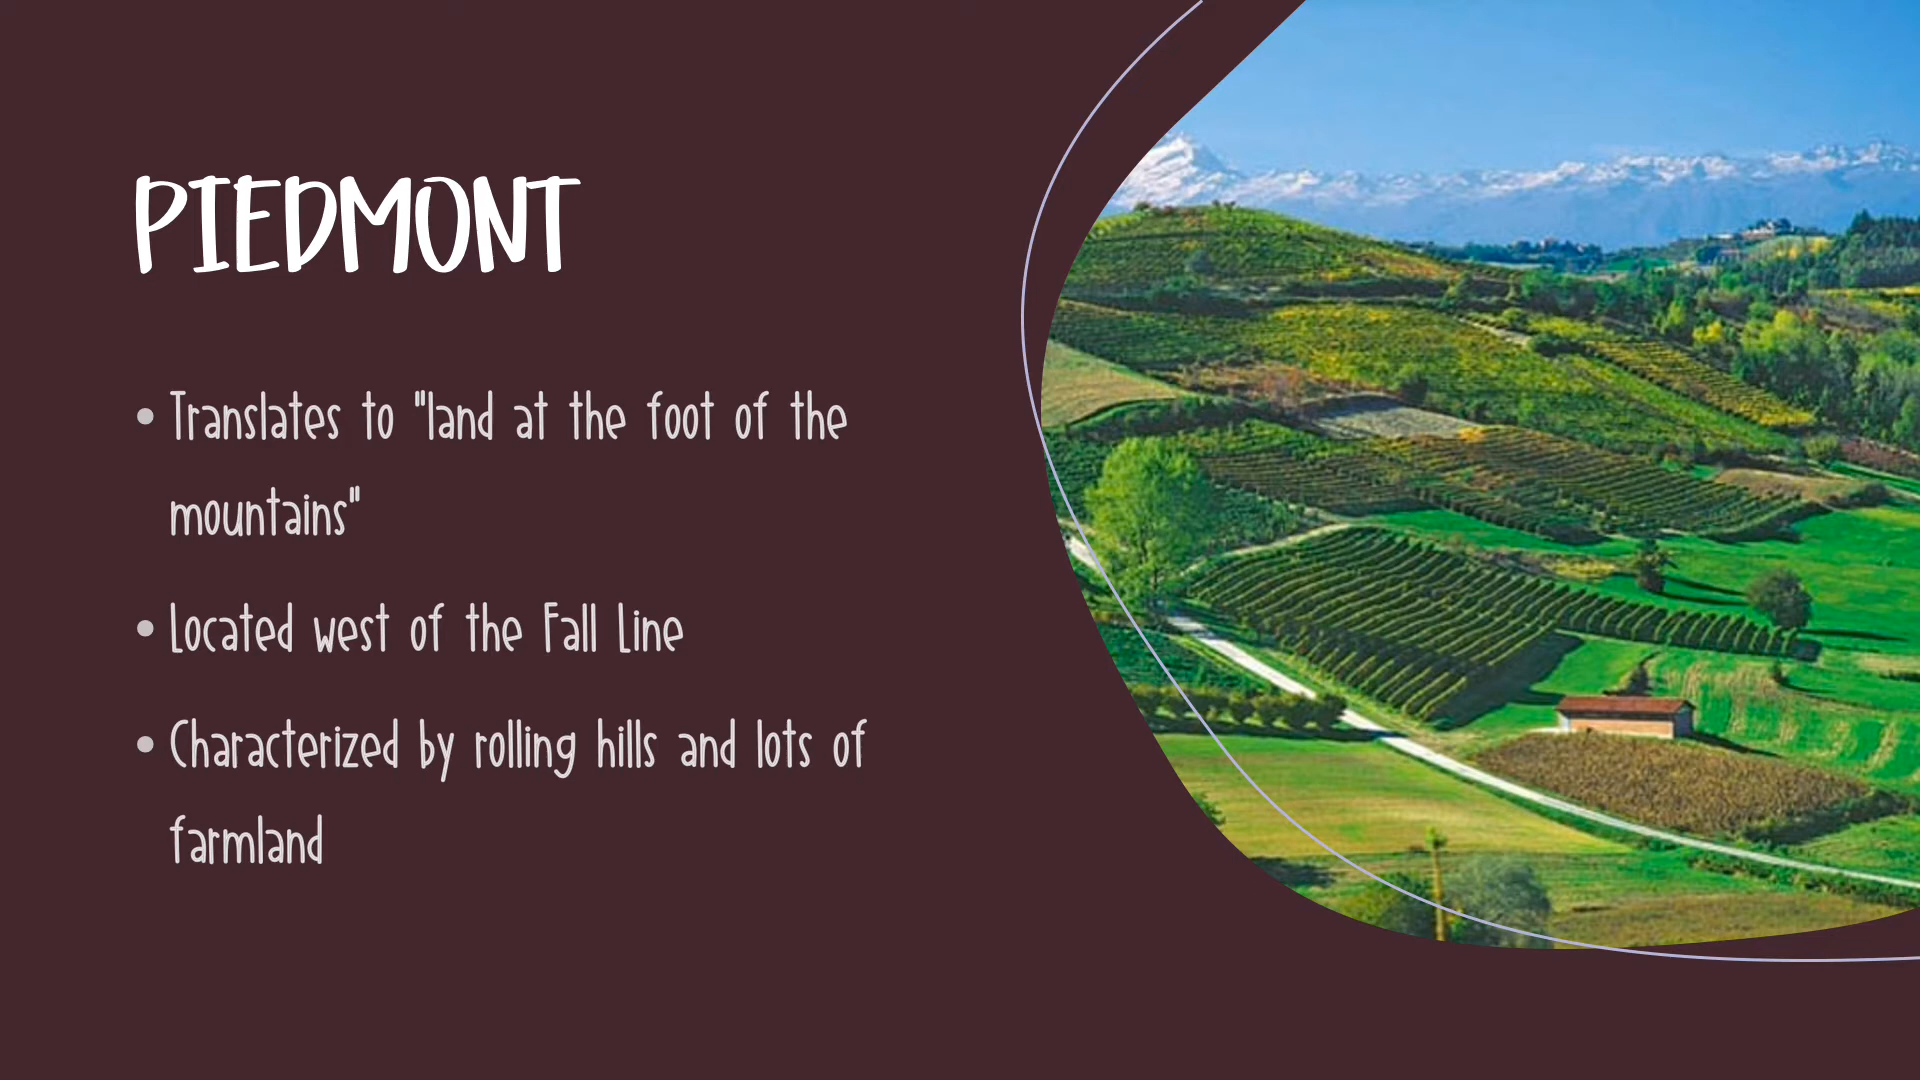 PIEDMONT
• Translates to "land at the foot of the
mountains"
• Located west of the Fall Line
• Characterized by rolling hills and lots of
farmland